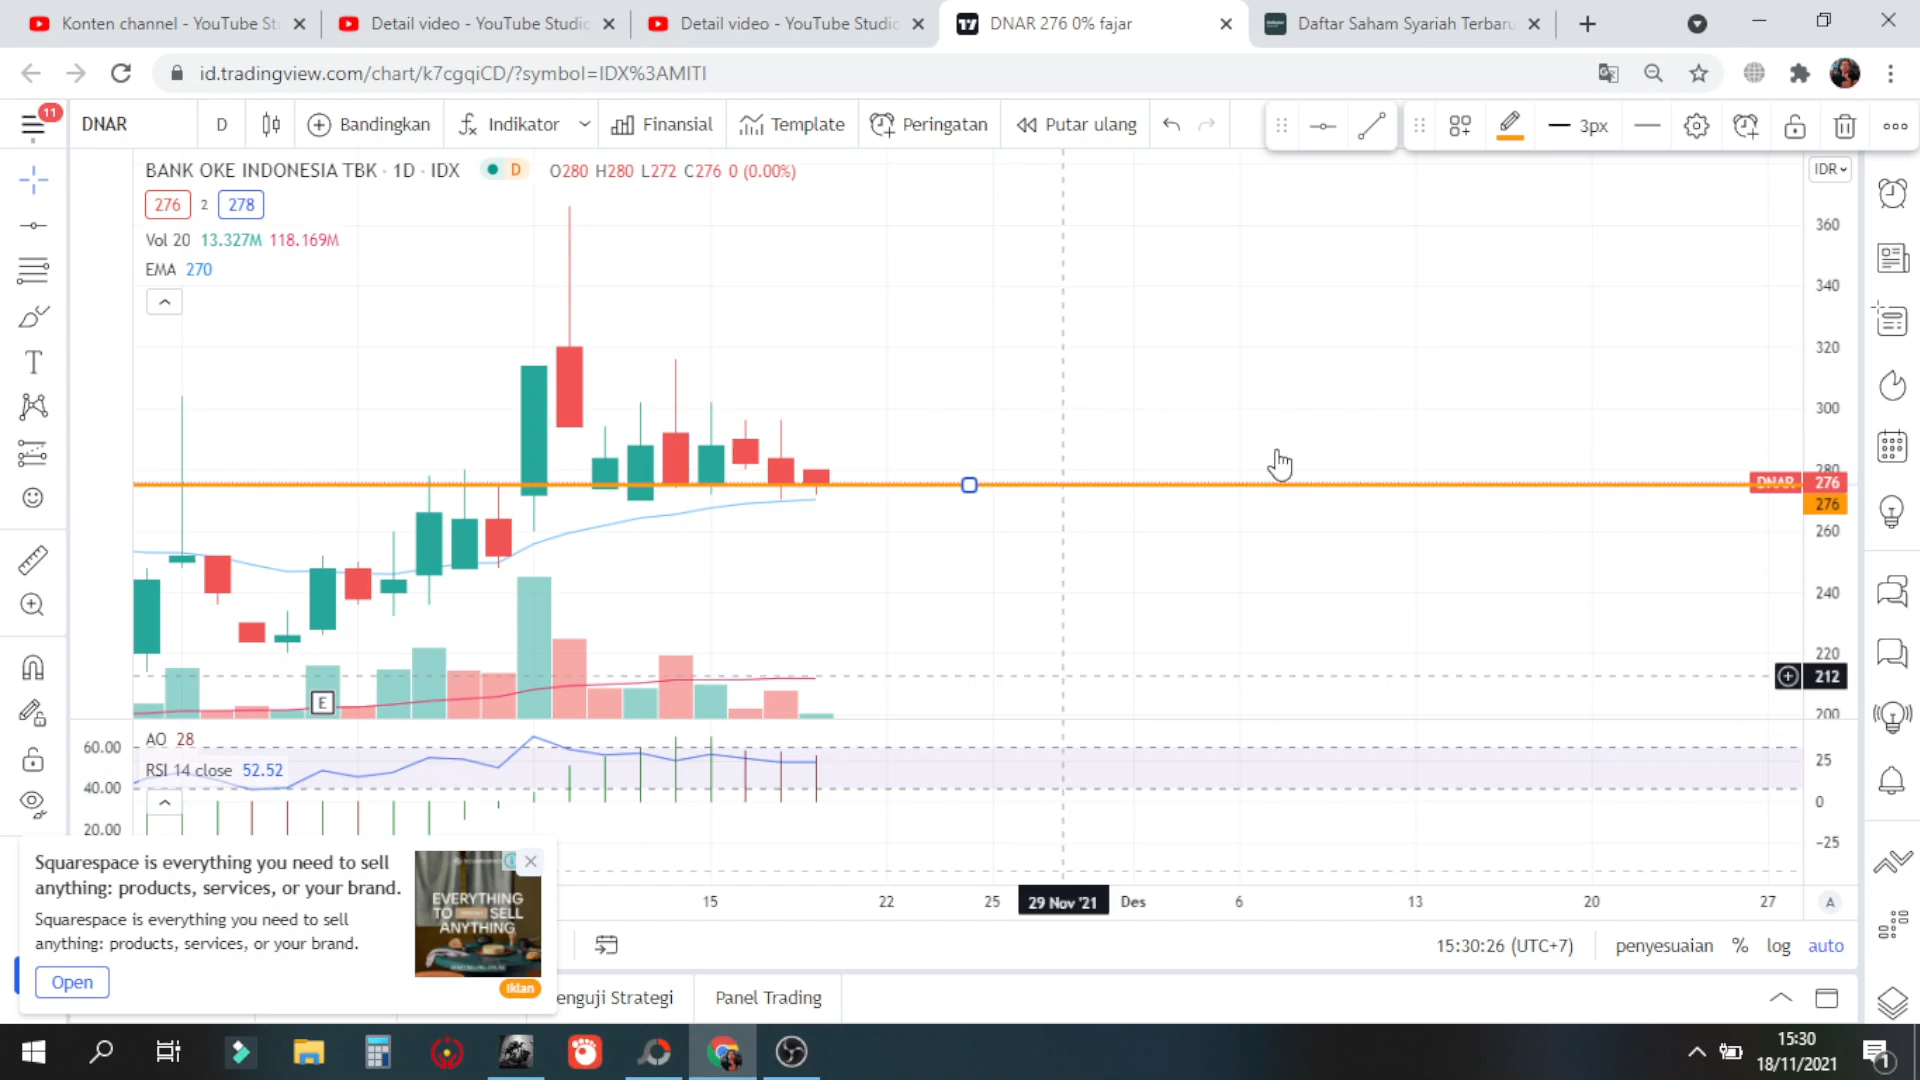 Konten channel - YouTube St
Detail video - YouTube Studio
Detail video - YouTube Studio
DNAR 276 0% fajar
Daftar Saham Syariah Terbaru
id.tradingview.com/chart/k7cgqiCD/?symbol=IDX%3AMITI
11
DNAR
D
Bandingkan
Indikator
Finansial
Template
Peringatan
Putar ulang
3px
BANK OKE INDONESIA TBK · 1D · IDX
D
O280 H280 L272 C276 0 (0.00%)
IDR
276 2 278
Vol 20 13.327M 118.169M
EMA 270
360
340
320
300
280
DNAR 276
276
260
240
220
212
200
E
AO 28
RSI 14 close 52.52
60.00
40.00
20.00
25
0
-25
15
22
25
29 Nov '21
Des
6
13
20
27
A
Squarespace is everything you need to sell
anything: products, services, or your brand.
Squarespace is everything you need to sell
anything: products, services, or your brand.
Open
EVERYTHING
TO SELL
ANYTHING
Iklan
15:30:26 (UTC+7)
penyesuaian
%
log
auto
enguji Strategi
Panel Trading
15:30
18/11/2021
1